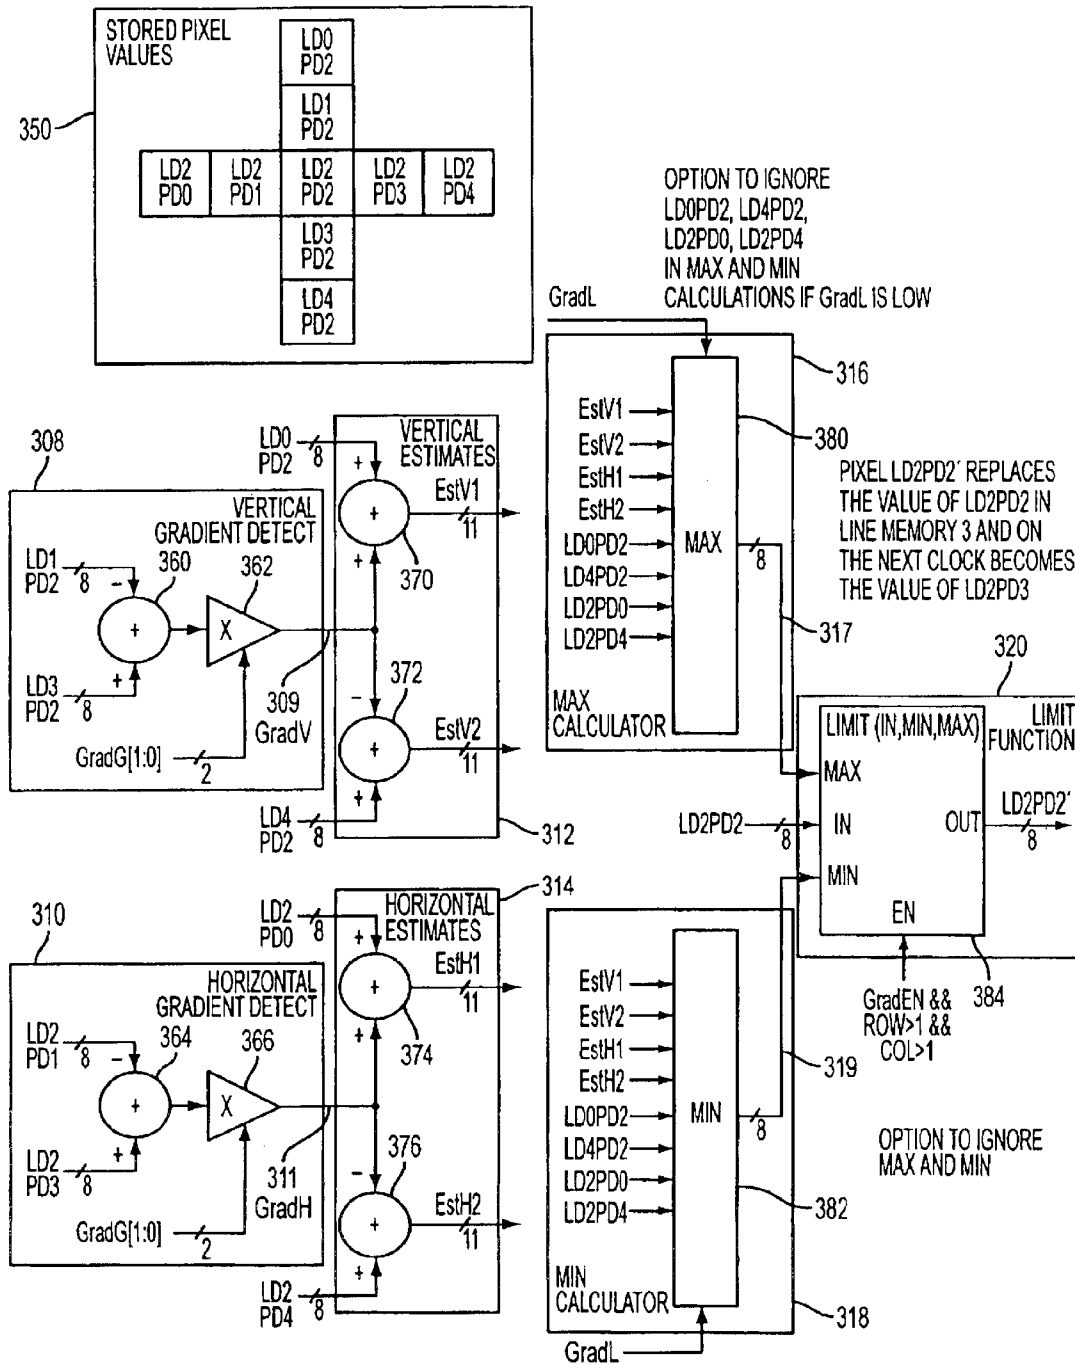 STORED PIXEL
VALUES
LD0
PD2
LD1
PD2
LD2
PD0
LD2
PD1
LD2
PD2
LD2
PD3
LD2
PD4
LD3
PD2
LD4
PD2
350
OPTION TO IGNORE
LD0PD2, LD4PD2,
LD2PD0, LD2PD4
IN MAX AND MIN
CALCULATIONS IF GradL IS LOW
GradL
316
308
VERTICAL
GRADIENT DETECT
LD1
PD2
8
−
360
+
362
X
LD3
PD2
8
+
309
GradV
GradG[1:0]
2
LD0
PD2
8
VERTICAL
ESTIMATES
+
+
+
370
EstV1
11
372
−
+
+
EstV2
11
LD4
PD2
8
312
EstV1
EstV2
EstH1
EstH2
LD0PD2
LD4PD2
LD2PD0
LD2PD4
MAX
380
8
317
MAX
CALCULATOR
PIXEL LD2PD2' REPLACES
THE VALUE OF LD2PD2 IN
LINE MEMORY 3 AND ON
THE NEXT CLOCK BECOMES
THE VALUE OF LD2PD3
320
LIMIT (IN,MIN,MAX)
LIMIT
FUNCTION
MAX
LD2PD2
8
IN
OUT
LD2PD2'
8
MIN
EN
384
GradEN &&
ROW>1 &&
COL>1
310
HORIZONTAL
GRADIENT DETECT
LD2
PD1
8
−
364
+
366
X
LD2
PD3
8
+
311
GradH
GradG[1:0]
2
314
LD2
PD0
8
HORIZONTAL
ESTIMATES
+
+
+
374
EstH1
11
376
−
+
+
EstH2
11
LD2
PD4
8
EstV1
EstV2
EstH1
EstH2
LD0PD2
LD4PD2
LD2PD0
LD2PD4
MIN
8
319
382
MIN
CALCULATOR
318
GradL
OPTION TO IGNORE
MAX AND MIN